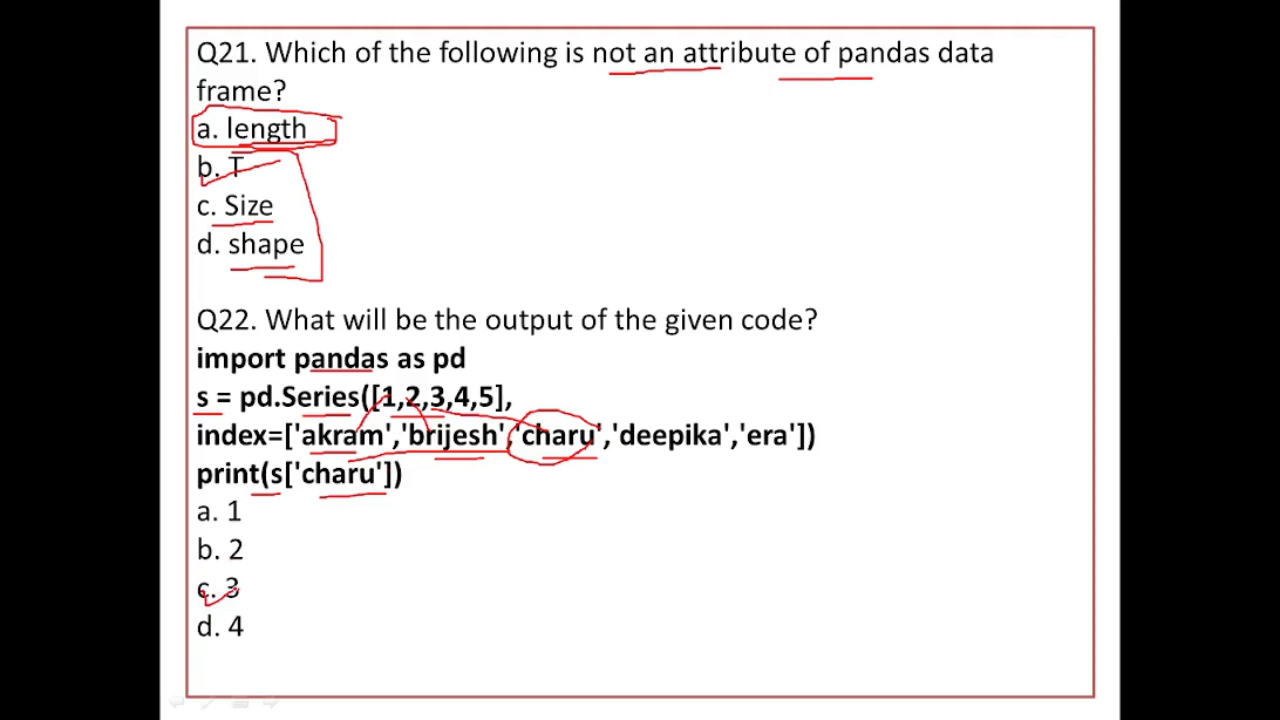 Q21. Which of the following is not an attribute of pandas data
frame?
a. length
b. T
c. Size
d. shape
Q22. What will be the output of the given code?
import pandas as pd
s = pd.Series([1,2,3,4,5],
index=['akram','brijesh','charu','deepika','era'])
print(s['charu'])
a. 1
b. 2
c. 3
d. 4